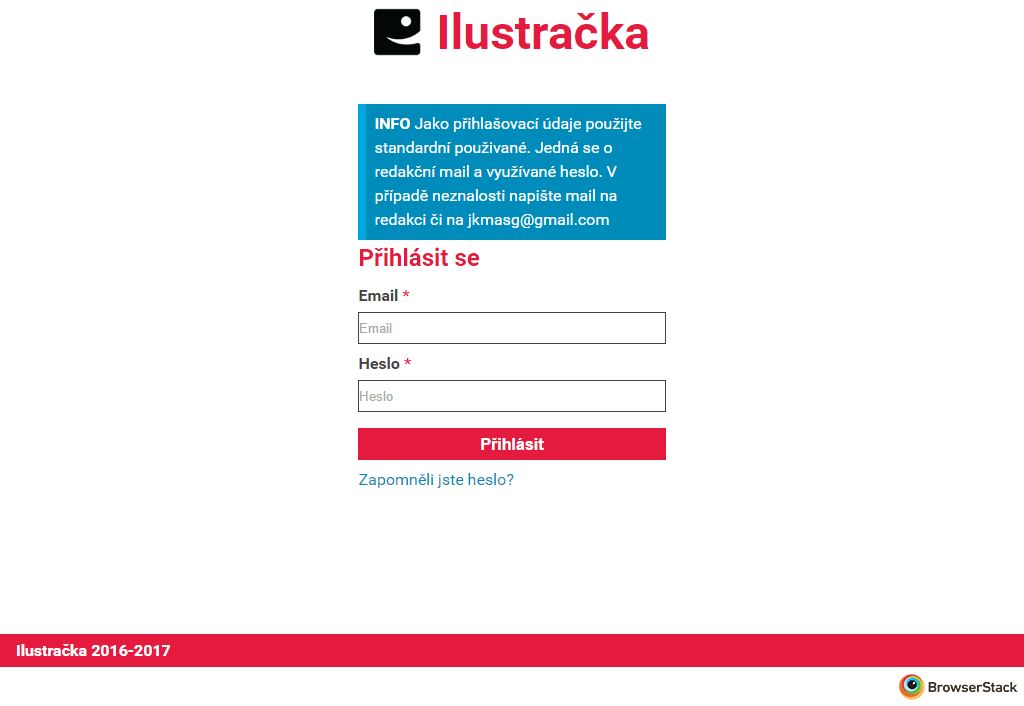 Ilustračka
INFO Jako přihlašovací údaje použijte
standardní použivané. Jedná se o
redakční mail a využívané heslo. V
případě neznalosti napište mail na
redakci či na jkmasg@gmail.com
Přihlásit se
Email *
Email
Heslo *
Heslo
Přihlásit
Zapomněli jste heslo?
Ilustračka 2016-2017
BrowserStack